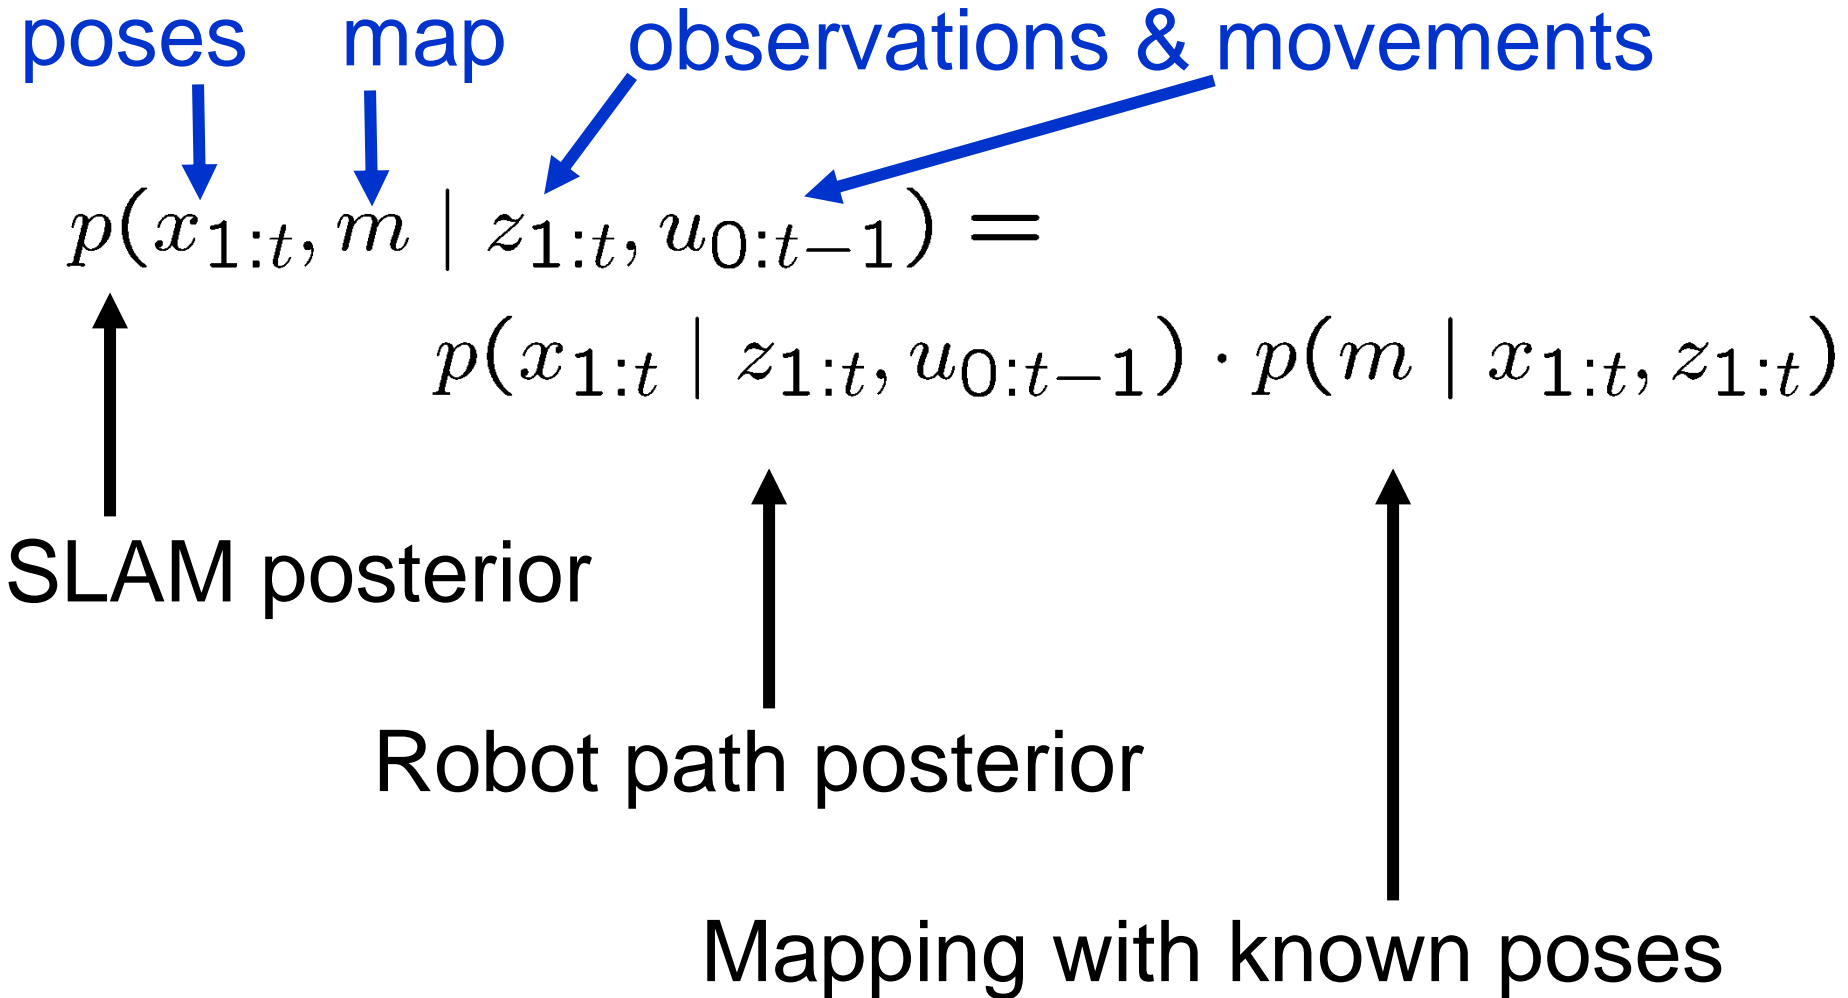 poses map observations & movements
p(x_{1:t}, m | z_{1:t}, u_{0:t-1}) =
p(x_{1:t} | z_{1:t}, u_{0:t-1}) · p(m | x_{1:t}, z_{1:t})
SLAM posterior
Robot path posterior
Mapping with known poses